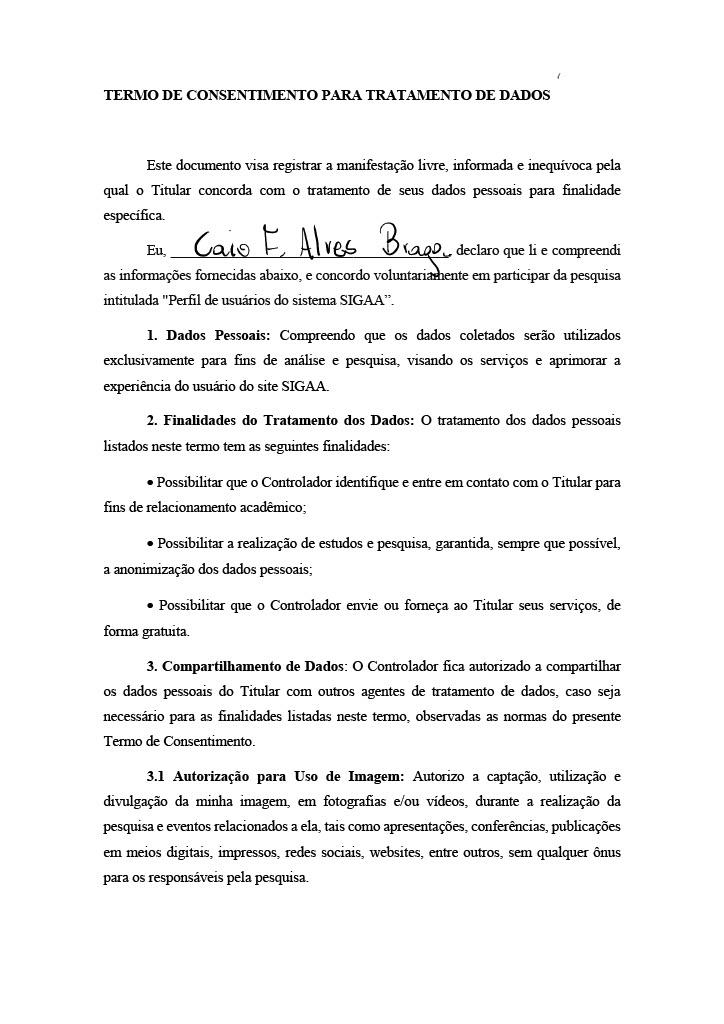 TERMO DE CONSENTIMENTO PARA TRATAMENTO DE DADOS
Este documento visa registrar a manifestação livre, informada e inequívoca pela
qual o Titular concorda com o tratamento de seus dados pessoais para finalidade
específica.
Eu, Caio F. Alves Braga, declaro que li e compreendi
as informações fornecidas abaixo, e concordo voluntariamente em participar da pesquisa
intitulada "Perfil de usuários do sistema SIGAA”.
1. Dados Pessoais: Compreendo que os dados coletados serão utilizados
exclusivamente para fins de análise e pesquisa, visando os serviços e aprimorar a
experiência do usuário do site SIGAA.
2. Finalidades do Tratamento dos Dados: O tratamento dos dados pessoais
listados neste termo tem as seguintes finalidades:
• Possibilitar que o Controlador identifique e entre em contato com o Titular para
fins de relacionamento acadêmico;
• Possibilitar a realização de estudos e pesquisa, garantida, sempre que possível,
a anonimização dos dados pessoais;
• Possibilitar que o Controlador envie ou forneça ao Titular seus serviços, de
forma gratuita.
3. Compartilhamento de Dados: O Controlador fica autorizado a compartilhar
os dados pessoais do Titular com outros agentes de tratamento de dados, caso seja
necessário para as finalidades listadas neste termo, observadas as normas do presente
Termo de Consentimento.
3.1 Autorização para Uso de Imagem: Autorizo a captação, utilização e
divulgação da minha imagem, em fotografias e/ou vídeos, durante a realização da
pesquisa e eventos relacionados a ela, tais como apresentações, conferências, publicações
em meios digitais, impressos, redes sociais, websites, entre outros, sem qualquer ônus
para os responsáveis pela pesquisa.